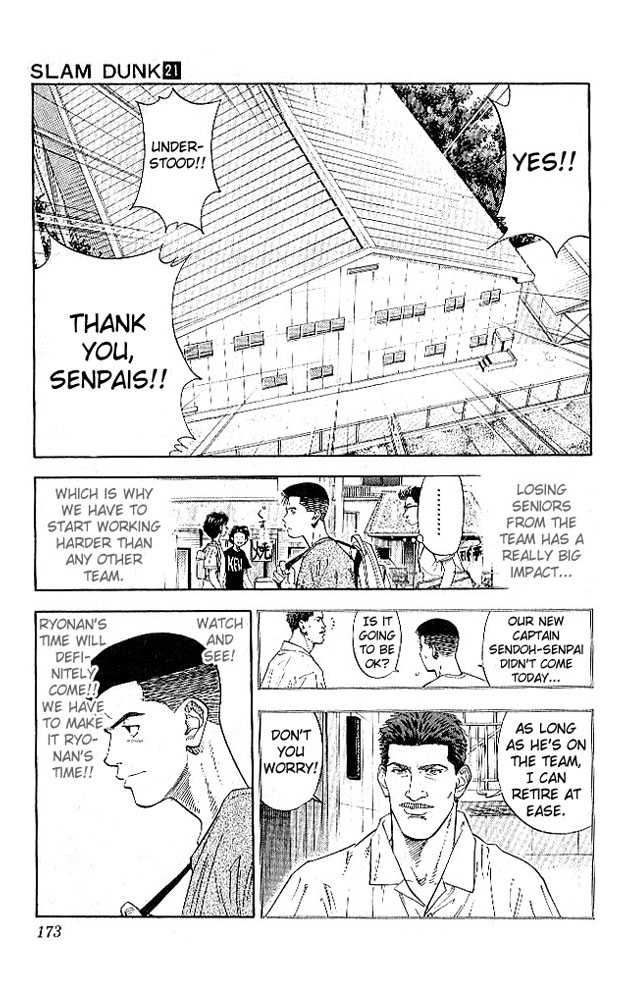 SLAM DUNK 21
YES!!
UNDER-
STOOD!!
THANK
YOU,
SENPAIS!!
LOSING
SENIORS
FROM
THE TEAM HAS A
REALLY BIG
IMPACT...
.........
WHICH IS WHY
WE HAVE TO
START WORKING
HARDER THAN
ANY OTHER
TEAM.
KEN
焼
OUR NEW
CAPTAIN
SENDOH-SENPAI
DIDN'T COME
TODAY...
IS IT
GOING
TO BE
OK?
AS LONG
AS HE'S ON
THE TEAM,
I CAN
RETIRE AT
EASE.
DON'T
YOU
WORRY!
WATCH
AND
SEE!
RYONAN'S
TIME WILL
DEFI-
NITELY
COME!!
WE HAVE
TO MAKE
IT RYO-
NAN'S
TIME!!
173